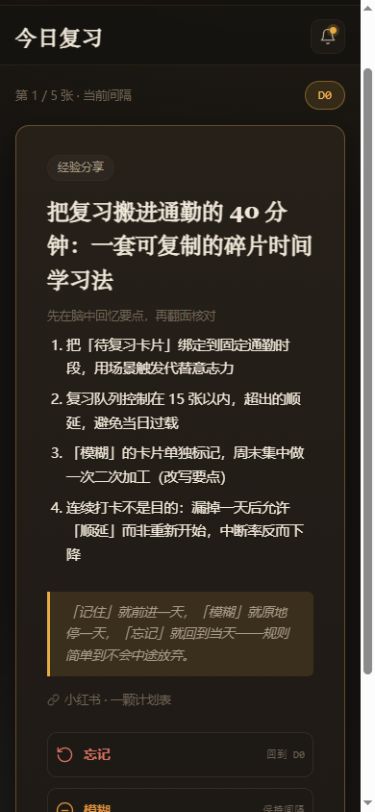 今日复习
第 1 / 5 张 · 当前间隔
D0
经验分享
把复习搬进通勤的 40 分
钟：一套可复制的碎片时间
学习法
先在脑中回忆要点，再翻面核对
1. 把「待复习卡片」绑定到固定通勤时
段，用场景触发代替意志力
2. 复习队列控制在 15 张以内，超出的顺
延，避免当日过载
3. 「模糊」的卡片单独标记，周末集中做
一次二次加工（改写要点）
4. 连续打卡不是目的：漏掉一天后允许
「顺延」而非重新开始，中断率反而下
降
「记住」就前进一天，「模糊」就原地
停一天，「忘记」就回到当天——规则
简单到不会中途放弃。
小红书 · 一颗计划表
忘记
回到 D0
模糊
保持间隔